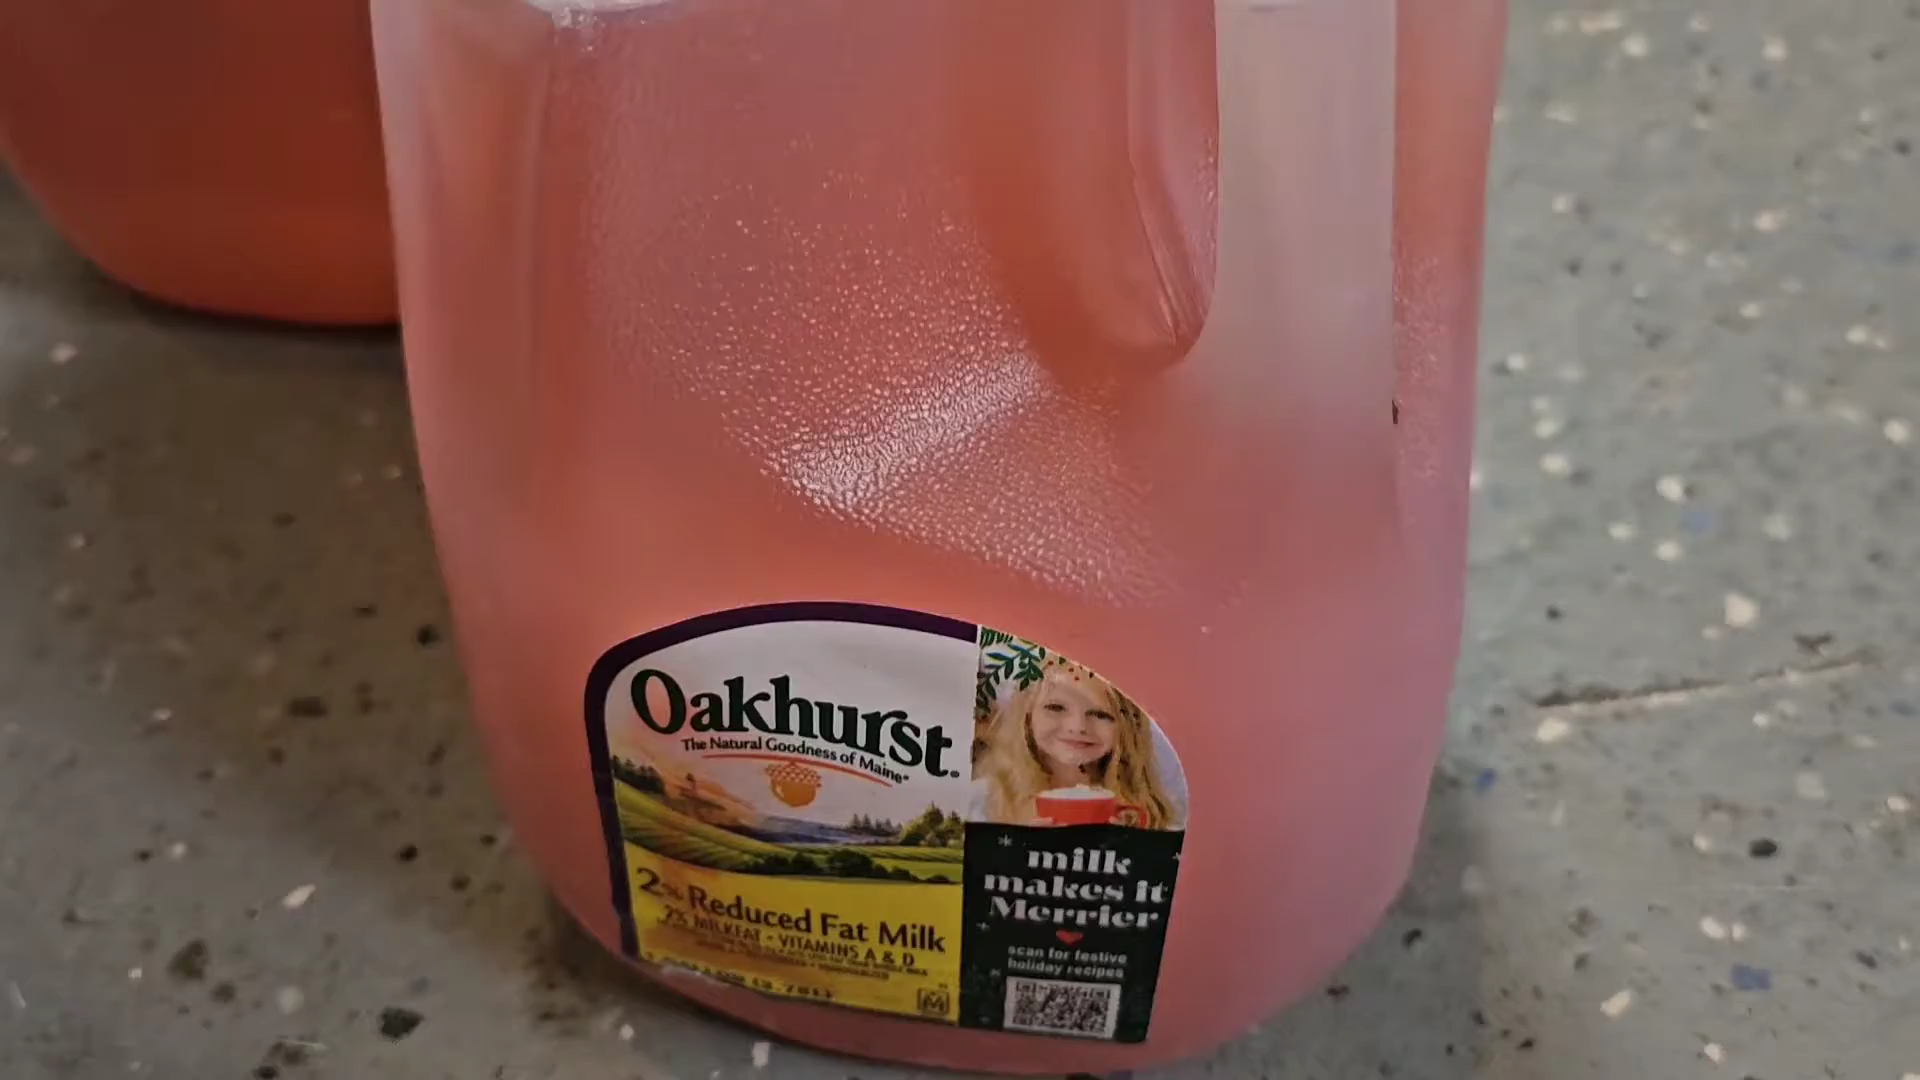 Oakhurst
The Natural Goodness of Maine®
2% Reduced Fat Milk
2% MILKFAT • VITAMINS A & D
milk
makes it
Merrier
scan for festive
holiday recipes